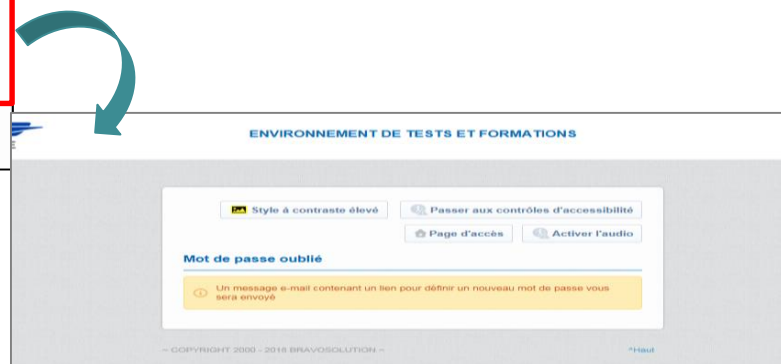 ENVIRONNEMENT DE TESTS ET FORMATIONS
Style à contraste élevé
Passer aux contrôles d'accessibilité
Page d'accès
Activer l'audio
Mot de passe oublié
Un message e-mail contenant un lien pour définir un nouveau mot de passe vous
sera envoyé
-- COPYRIGHT 2000 - 2018 BRAVOSOLUTION --
^Haut